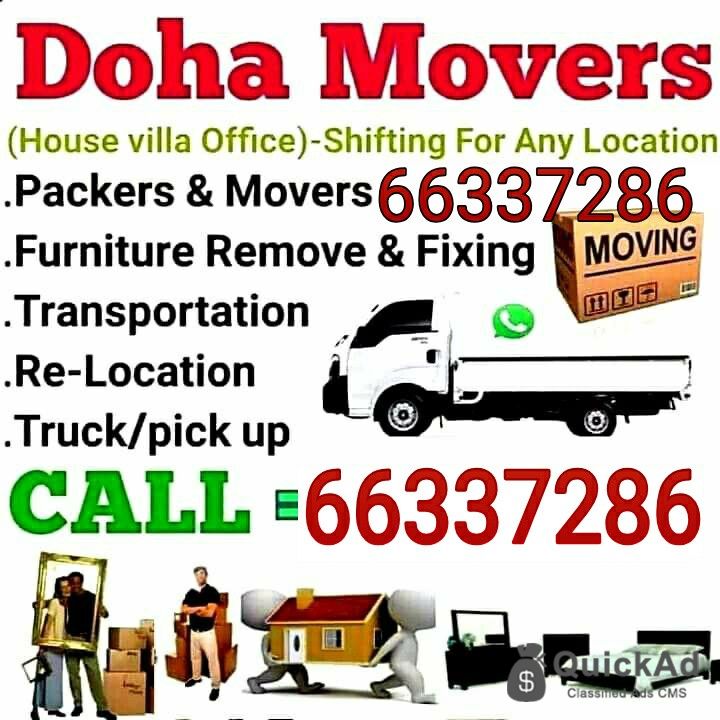 Doha Movers
(House villa Office)-Shifting For Any Location
.Packers & Movers 66337286
.Furniture Remove & Fixing
MOVING
.Transportation
.Re-Location
.Truck/pick up
CALL =66337286
QuickAd
Classified Ads CMS